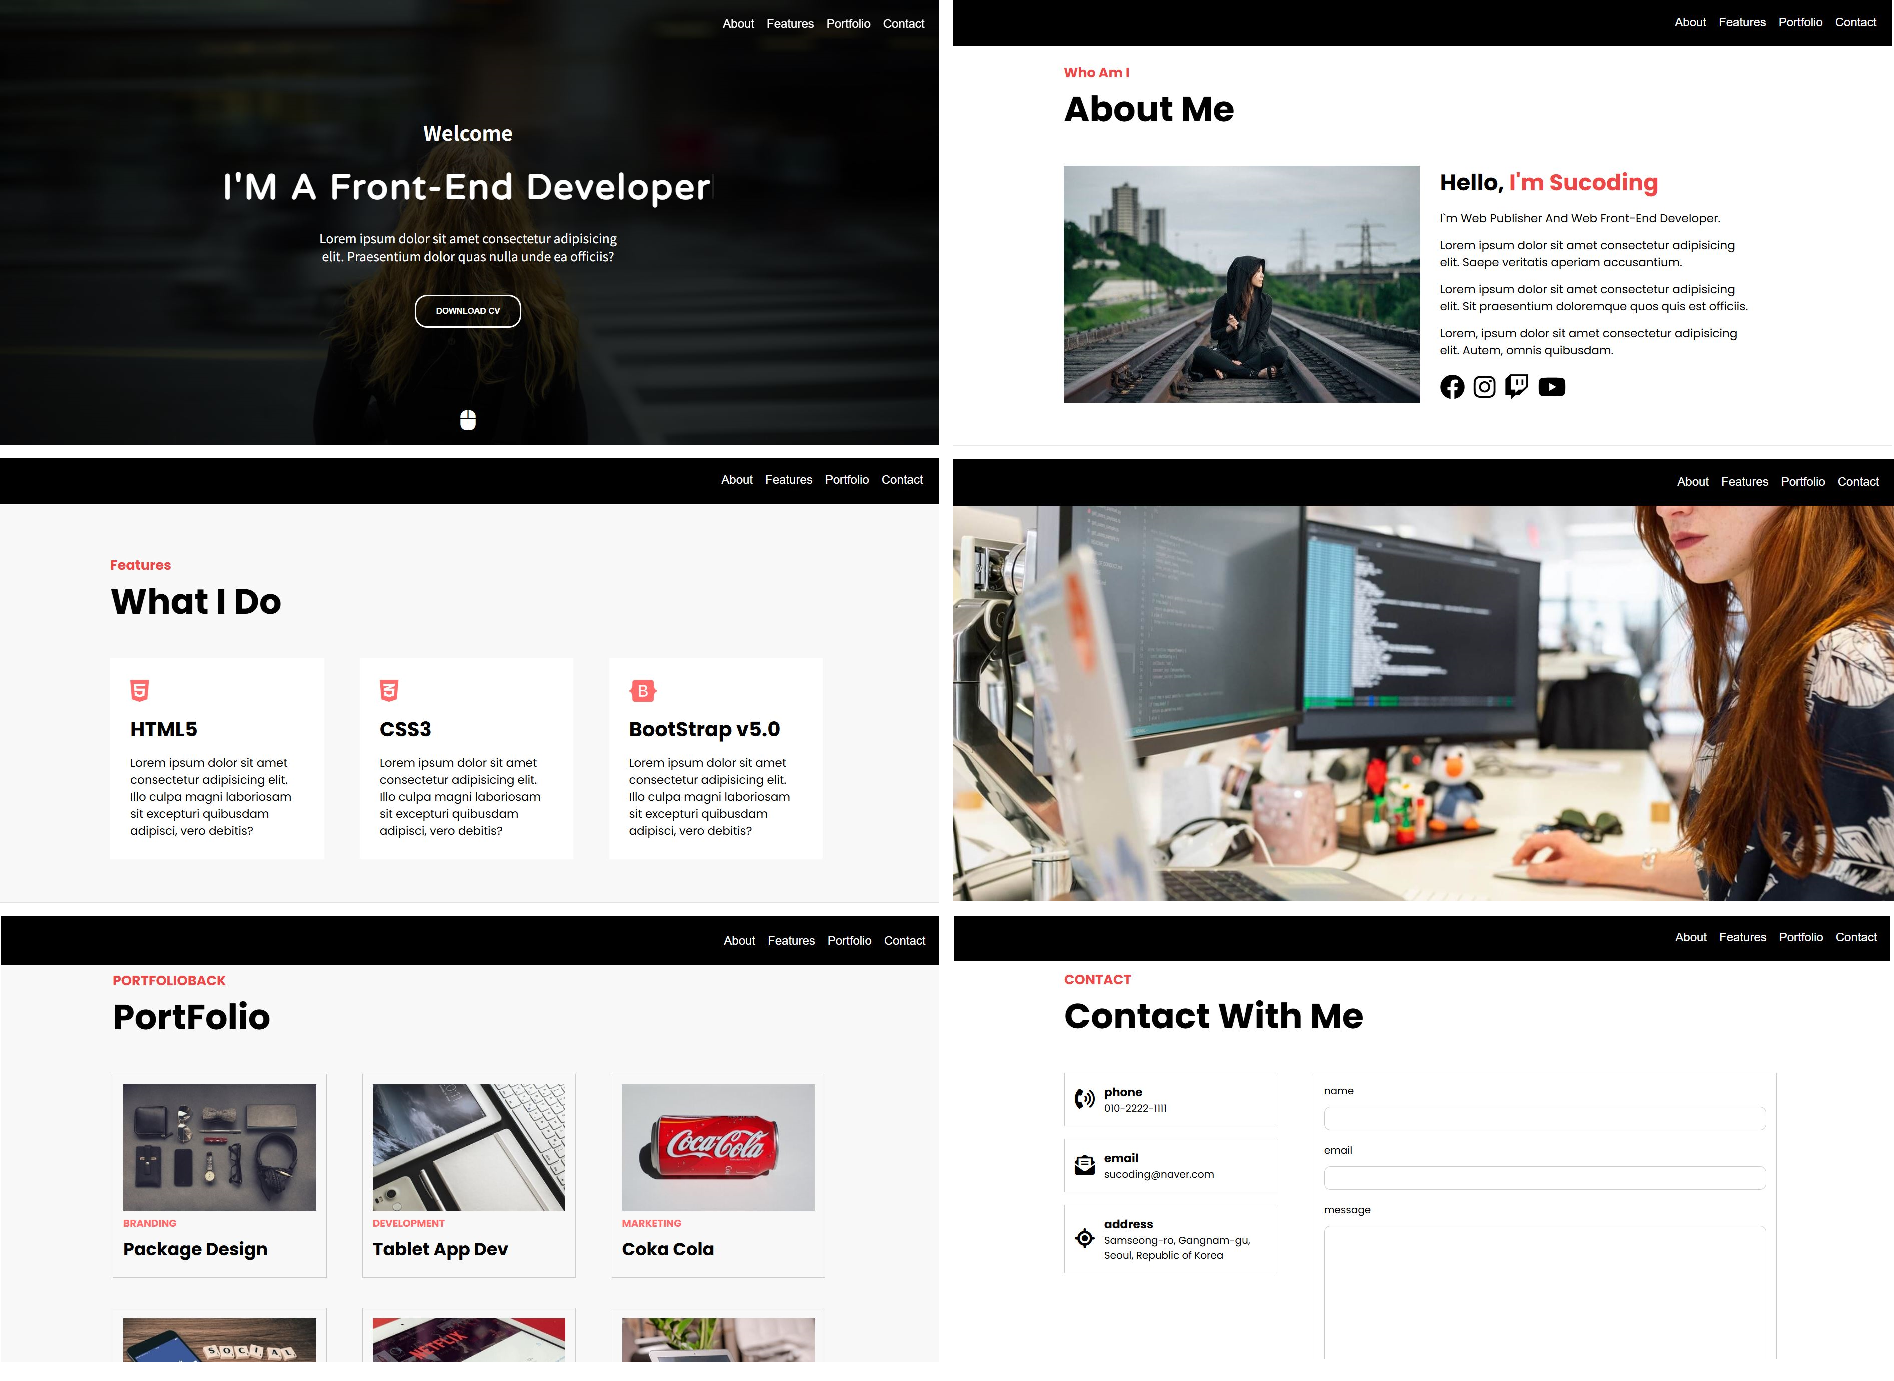 About Features Portfolio Contact
Welcome
I'M A Front-End Developer
Lorem ipsum dolor sit amet consectetur adipisicing
elit. Praesentium dolor quas nulla unde ea officiis?
DOWNLOAD CV
About Features Portfolio Contact
Who Am I
About Me
Hello, I'm Sucoding
I`m Web Publisher And Web Front-End Developer.
Lorem ipsum dolor sit amet consectetur adipisicing
elit. Saepe veritatis aperiam accusantium.
Lorem ipsum dolor sit amet consectetur adipisicing
elit. Sit praesentium doloremque quos quis est officiis.
Lorem, ipsum dolor sit amet consectetur adipisicing
elit. Autem, omnis quibusdam.
About Features Portfolio Contact
Features
What I Do
HTML5
Lorem ipsum dolor sit amet
consectetur adipisicing elit.
Illo culpa magni laboriosam
sit excepturi quibusdam
adipisci, vero debitis?
CSS3
Lorem ipsum dolor sit amet
consectetur adipisicing elit.
Illo culpa magni laboriosam
sit excepturi quibusdam
adipisci, vero debitis?
B
BootStrap v5.0
Lorem ipsum dolor sit amet
consectetur adipisicing elit.
Illo culpa magni laboriosam
sit excepturi quibusdam
adipisci, vero debitis?
About Features Portfolio Contact
About Features Portfolio Contact
PORTFOLIOBACK
PortFolio
BRANDING
Package Design
DEVELOPMENT
Tablet App Dev
Coca-Cola
MARKETING
Coka Cola
SOCIAL
NETFLIX
About Features Portfolio Contact
CONTACT
Contact With Me
phone
010-2222-1111
email
sucoding@naver.com
address
Samseong-ro, Gangnam-gu,
Seoul, Republic of Korea
name
email
message